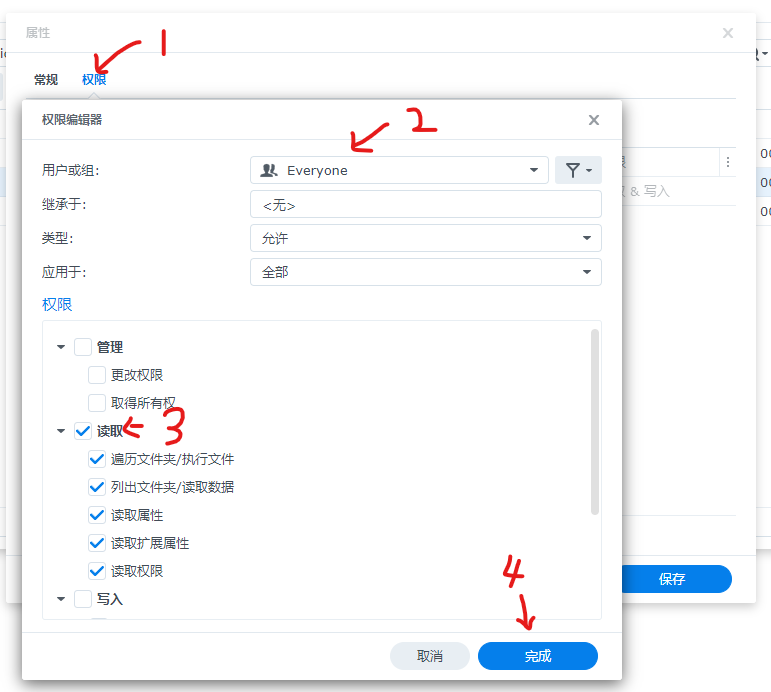 属性
1
常规 权限
权限编辑器
2
用户或组: Everyone
继承于: <无>
& 写入
类型: 允许
应用于: 全部
权限
管理
更改权限
取得所有权
读取
3
遍历文件夹/执行文件
列出文件夹/读取数据
读取属性
读取扩展属性
读取权限
4
保存
写入
取消 完成